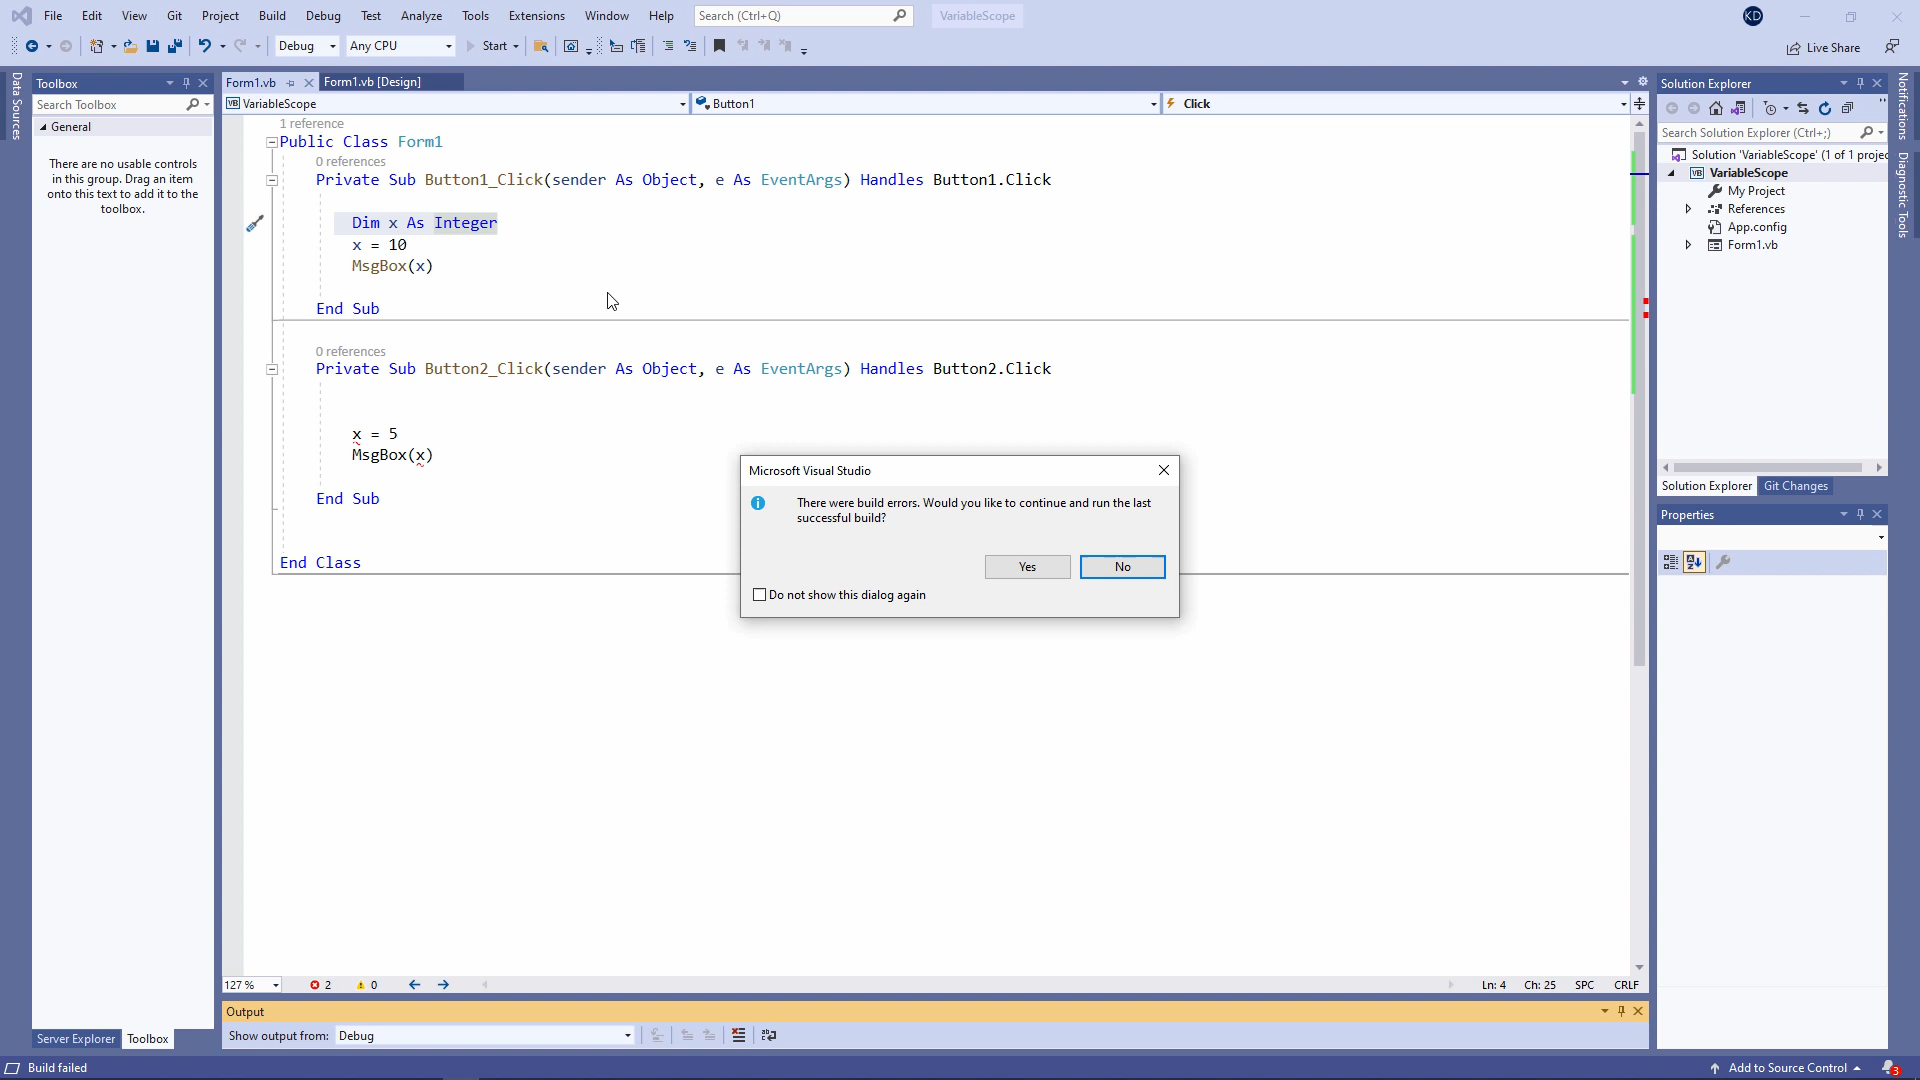 File Edit View Git Project Build Debug Test Analyze Tools Extensions Window Help Search (Ctrl+Q) VariableScope KD
Debug Any CPU Start Live Share
Data Sources
Toolbox
Search Toolbox
General
There are no usable controls
in this group. Drag an item
onto this text to add it to the
toolbox.
Server Explorer Toolbox
Form1.vb Form1.vb [Design]
VB VariableScope Button1 Click
1 reference
Public Class Form1
0 references
Private Sub Button1_Click(sender As Object, e As EventArgs) Handles Button1.Click
Dim x As Integer
x = 10
MsgBox(x)
End Sub
0 references
Private Sub Button2_Click(sender As Object, e As EventArgs) Handles Button2.Click
x = 5
MsgBox(x)
End Sub
End Class
Microsoft Visual Studio
There were build errors. Would you like to continue and run the last
successful build?
Yes No
Do not show this dialog again
127 % 2 0 Ln: 4 Ch: 25 SPC CRLF
Output
Show output from: Debug
Solution Explorer
Search Solution Explorer (Ctrl+;)
Solution 'VariableScope' (1 of 1 projec
VB VariableScope
My Project
References
App.config
Form1.vb
Solution Explorer Git Changes
Properties
Notifications
Diagnostic Tools
Build failed Add to Source Control 3